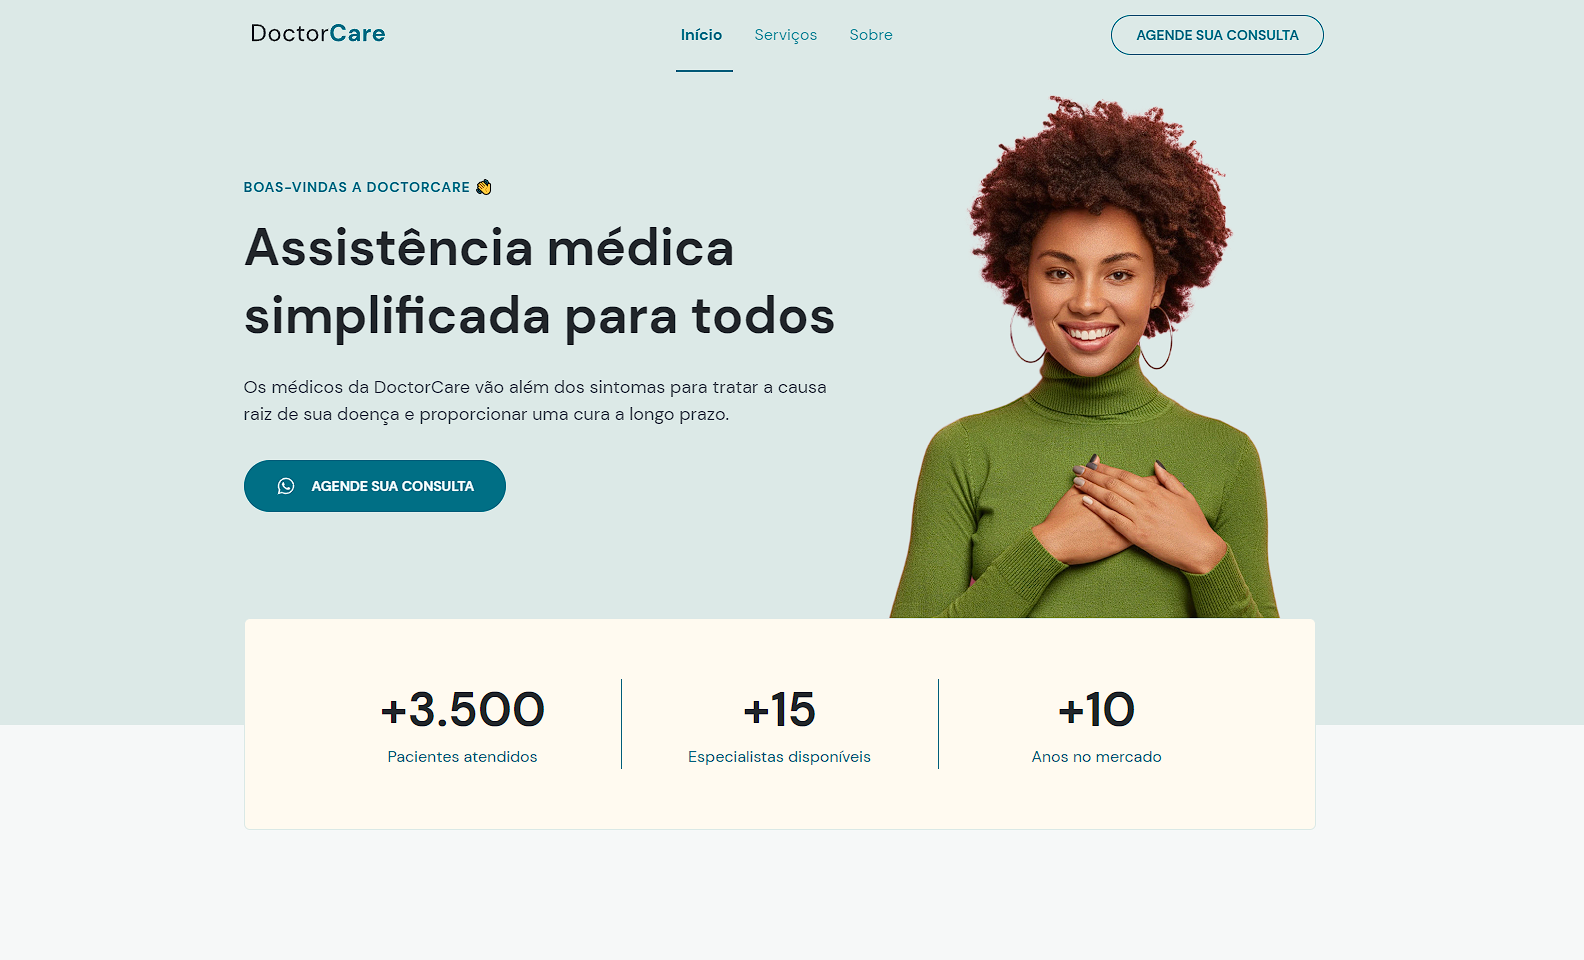 DoctorCare
Início
Serviços
Sobre
AGENDE SUA CONSULTA
BOAS-VINDAS A DOCTORCARE 👋
Assistência médica
simplificada para todos
Os médicos da DoctorCare vão além dos sintomas para tratar a causa
raiz de sua doença e proporcionar uma cura a longo prazo.
AGENDE SUA CONSULTA
+3.500
Pacientes atendidos
+15
Especialistas disponíveis
+10
Anos no mercado